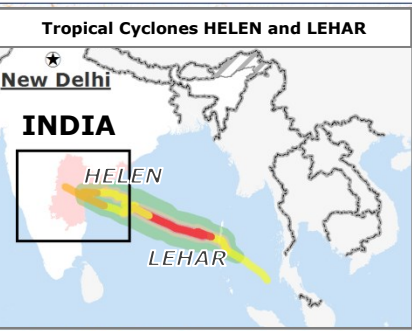 Tropical Cyclones HELEN and LEHAR
New Delhi
INDIA
HELEN
LEHAR